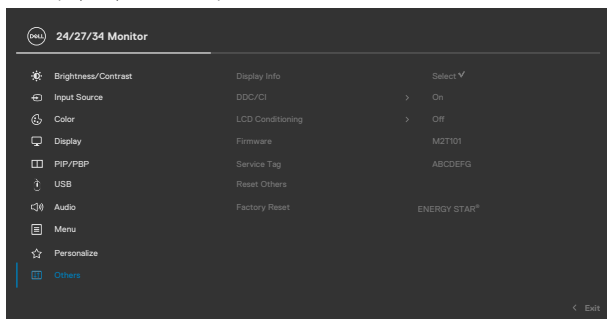 DELL 24/27/34 Monitor
Brightness/Contrast Display Info Select
Input Source DDC/CI > On
Color LCD Conditioning > Off
Display Firmware M2T101
PIP/PBP Service Tag ABCDEFG
USB Reset Others
Audio Factory Reset ENERGY STAR®
Menu
Personalize
Others
< Exit